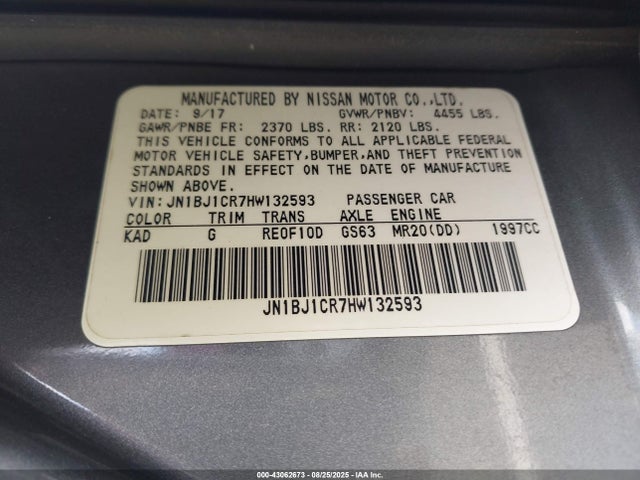 MANUFACTURED BY NISSAN MOTOR CO.,LTD.
DATE: 9/17 GVWR/PNBV: 4455 LBS.
GAWR/PNBE FR: 2370 LBS. RR: 2120 LBS.
THIS VEHICLE CONFORMS TO ALL APPLICABLE FEDERAL
MOTOR VEHICLE SAFETY,BUMPER,AND THEFT PREVENTION
STANDARDS IN EFFECT ON THE DATE OF MANUFACTURE
SHOWN ABOVE.
VIN: JN1BJ1CR7HW132593 PASSENGER CAR
COLOR TRIM TRANS AXLE ENGINE
KAD G RE0F10D GS63 MR20(DD) 1997CC
JN1BJ1CR7HW132593
000-43062673 - 08/25/2025 - IAA Inc.